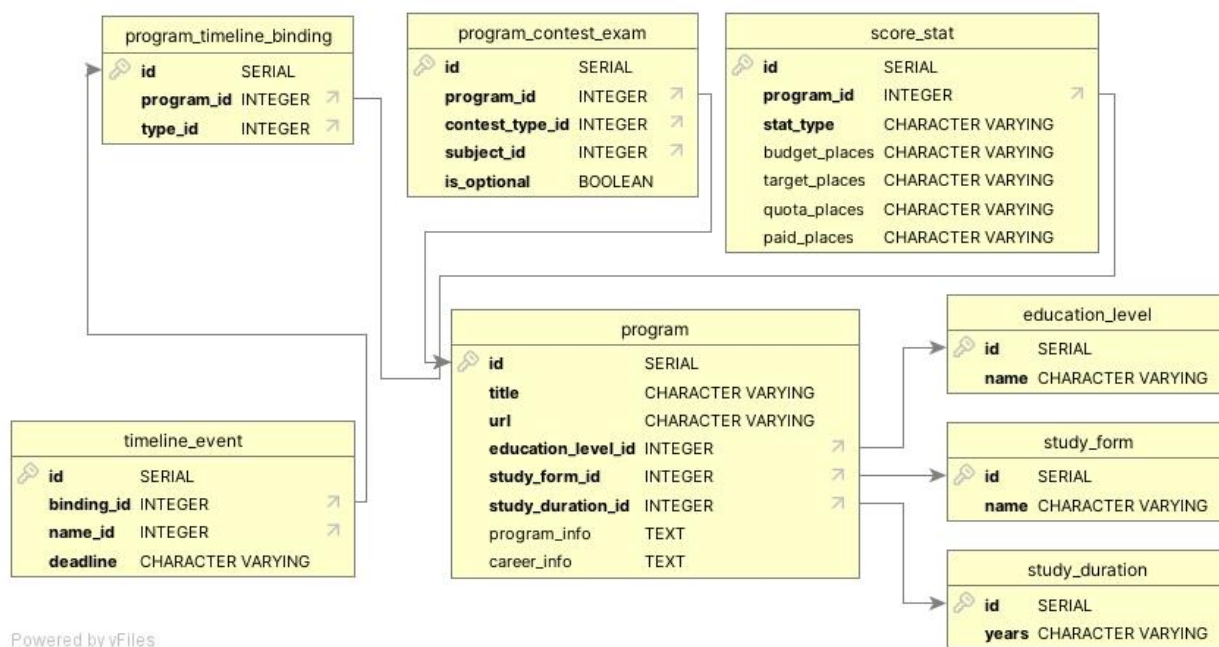 program_timeline_binding
id SERIAL
program_id INTEGER
type_id INTEGER
program_contest_exam
id SERIAL
program_id INTEGER
contest_type_id INTEGER
subject_id INTEGER
is_optional BOOLEAN
score_stat
id SERIAL
program_id INTEGER
stat_type CHARACTER VARYING
budget_places CHARACTER VARYING
target_places CHARACTER VARYING
quota_places CHARACTER VARYING
paid_places CHARACTER VARYING
program
id SERIAL
title CHARACTER VARYING
url CHARACTER VARYING
education_level_id INTEGER
study_form_id INTEGER
study_duration_id INTEGER
program_info TEXT
career_info TEXT
education_level
id SERIAL
name CHARACTER VARYING
timeline_event
id SERIAL
binding_id INTEGER
name_id INTEGER
deadline CHARACTER VARYING
study_form
id SERIAL
name CHARACTER VARYING
study_duration
id SERIAL
years CHARACTER VARYING
Powered by yFiles